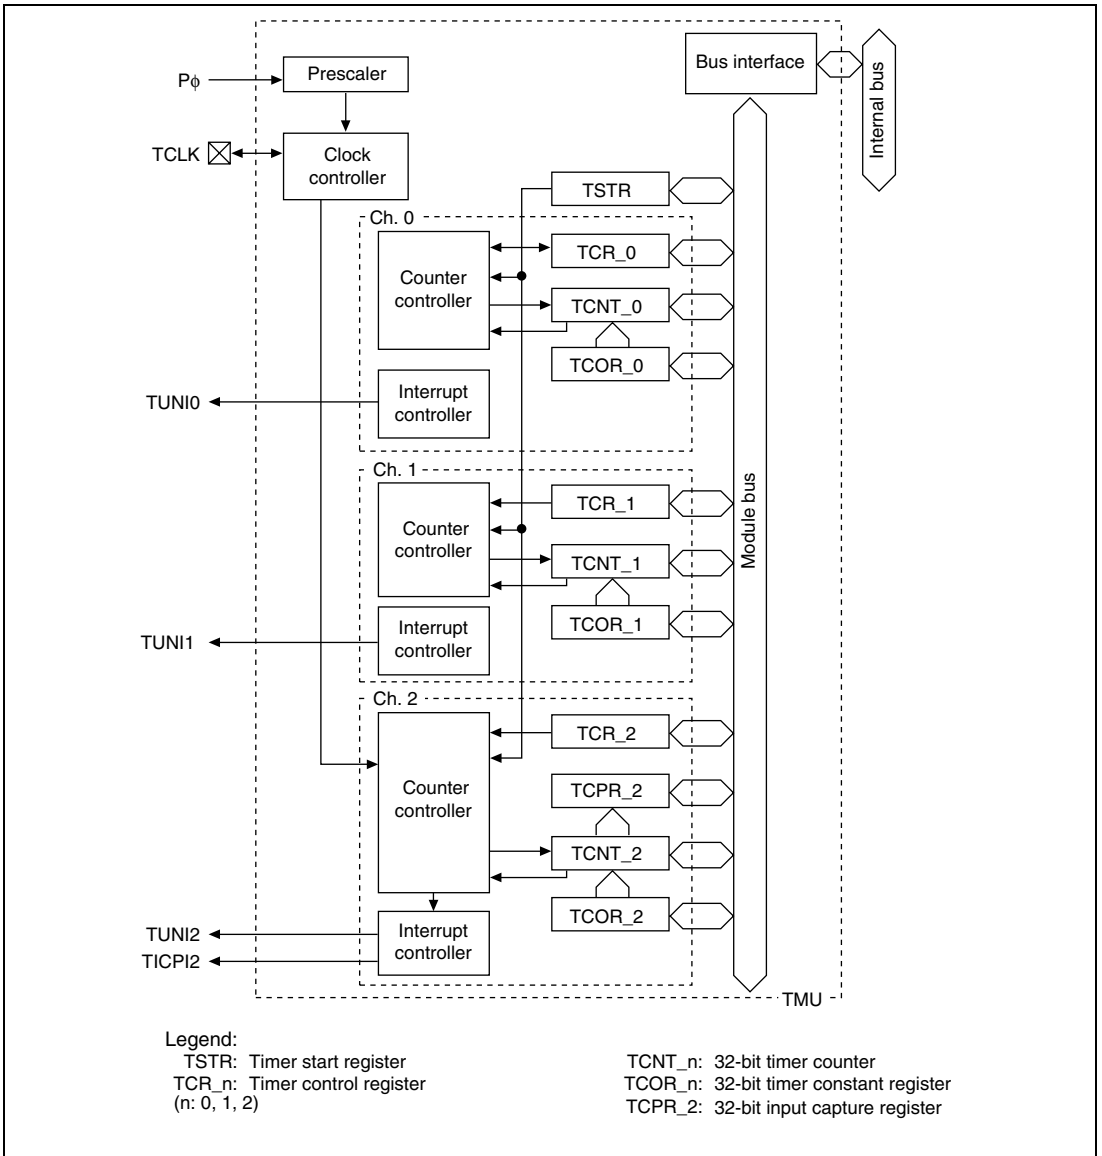 Pφ
Prescaler
Bus interface
Internal bus
TCLK
Clock
controller
TSTR
Ch. 0
Counter
controller
TCR_0
TCNT_0
TCOR_0
Interrupt
controller
TUNI0
Ch. 1
Counter
controller
TCR_1
TCNT_1
TCOR_1
Module bus
Interrupt
controller
TUNI1
Ch. 2
Counter
controller
TCR_2
TCPR_2
TCNT_2
TCOR_2
Interrupt
controller
TUNI2
TICPI2
TMU
Legend:
TSTR: Timer start register
TCR_n: Timer control register
(n: 0, 1, 2)
TCNT_n: 32-bit timer counter
TCOR_n: 32-bit timer constant register
TCPR_2: 32-bit input capture register